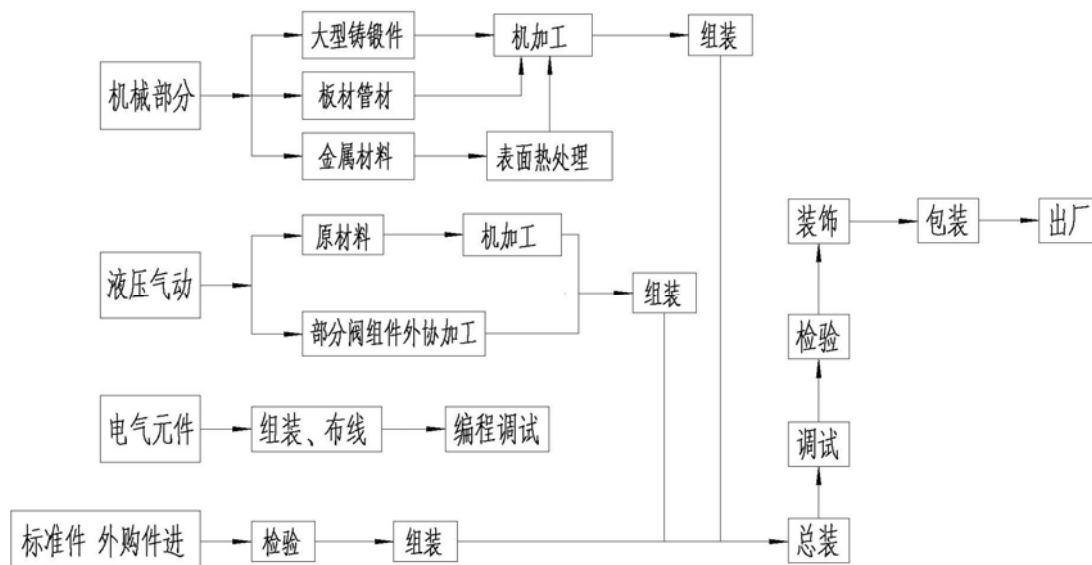 大型铸锻件
机加工
组装
机械部分
板材管材
金属材料
表面热处理
原材料
机加工
液压气动
组装
部分阀组件外协加工
装饰
包装
出厂
检验
电气元件
组装、布线
编程调试
调试
标准件 外购件进
检验
组装
总装